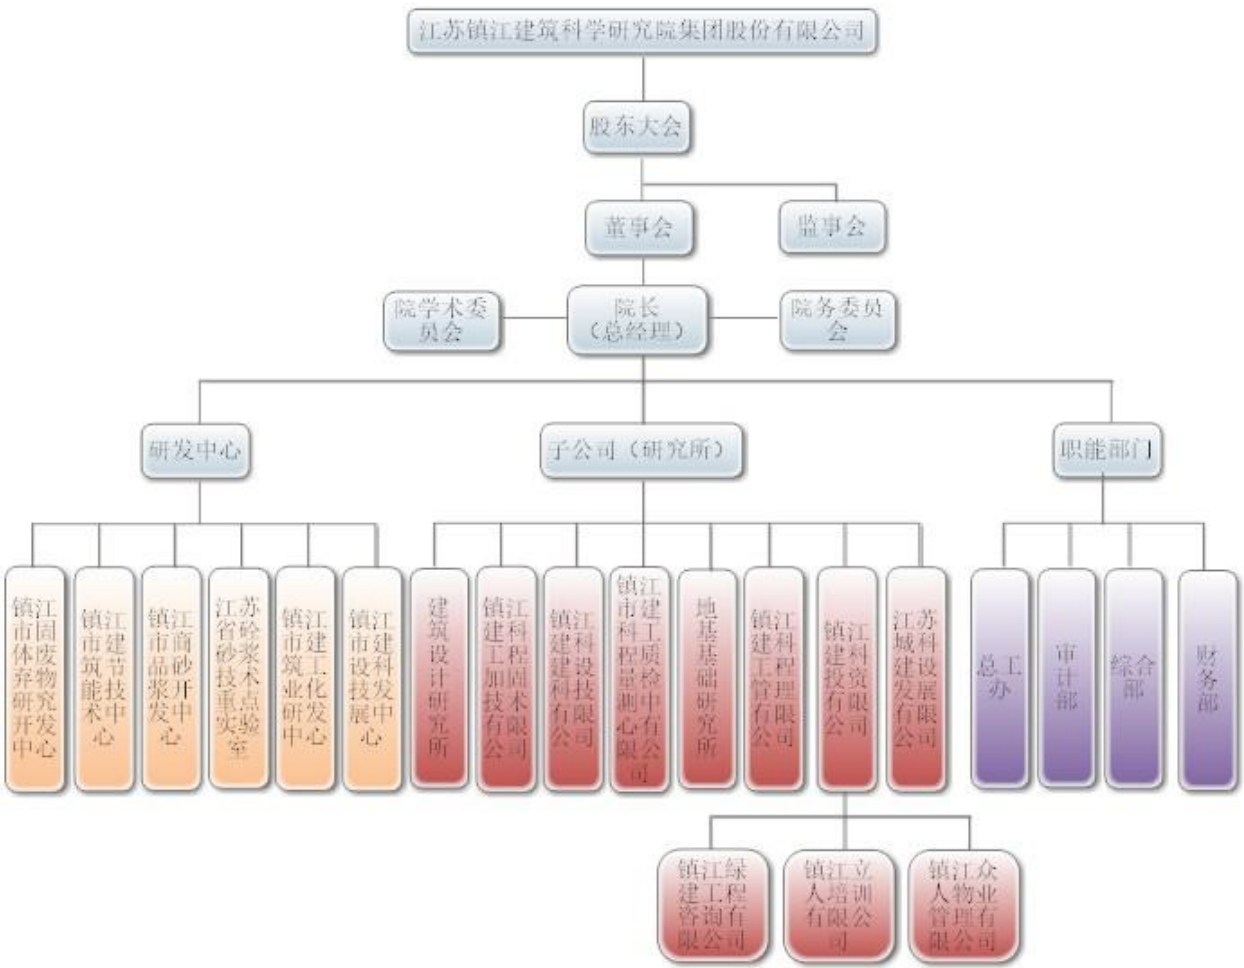 江苏镇江建筑科学研究院集团股份有限公司
股东大会
董事会
监事会
院学术委
员会
院长
（总经理）
院务委员
会
研发中心
子公司（研究所）
职能部门
镇江市固体废弃物研究开发中心
镇江市建筑节能技术中心
镇江市商品砂浆开发中心
江苏省砼砂浆技术重点实验室
镇江市建筑工业化研发中心
镇江市建设科技发展中心
建筑设计研究所
镇江建科工程加固技术有限公司
镇江建科建设科技有限公司
镇江市建科工程质量检测中心有限公司
地基基础研究所
镇江建科工程管理有限公司
镇江建科投资有限公司
江苏城科建设发展有限公司
总工
办
审计部
综合
部
财务部
镇江绿
建工程
咨询有
限公司
镇江立
人培训
有限公
司
镇江众
人物业
管理有
限公司